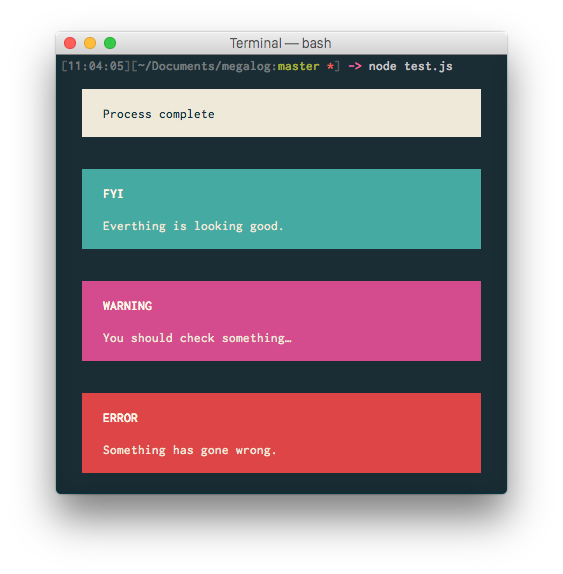 Terminal — bash
[11:04:05][~/Documents/megalog:master *] -> node test.js
Process complete
FYI
Everthing is looking good.
WARNING
You should check something…
ERROR
Something has gone wrong.